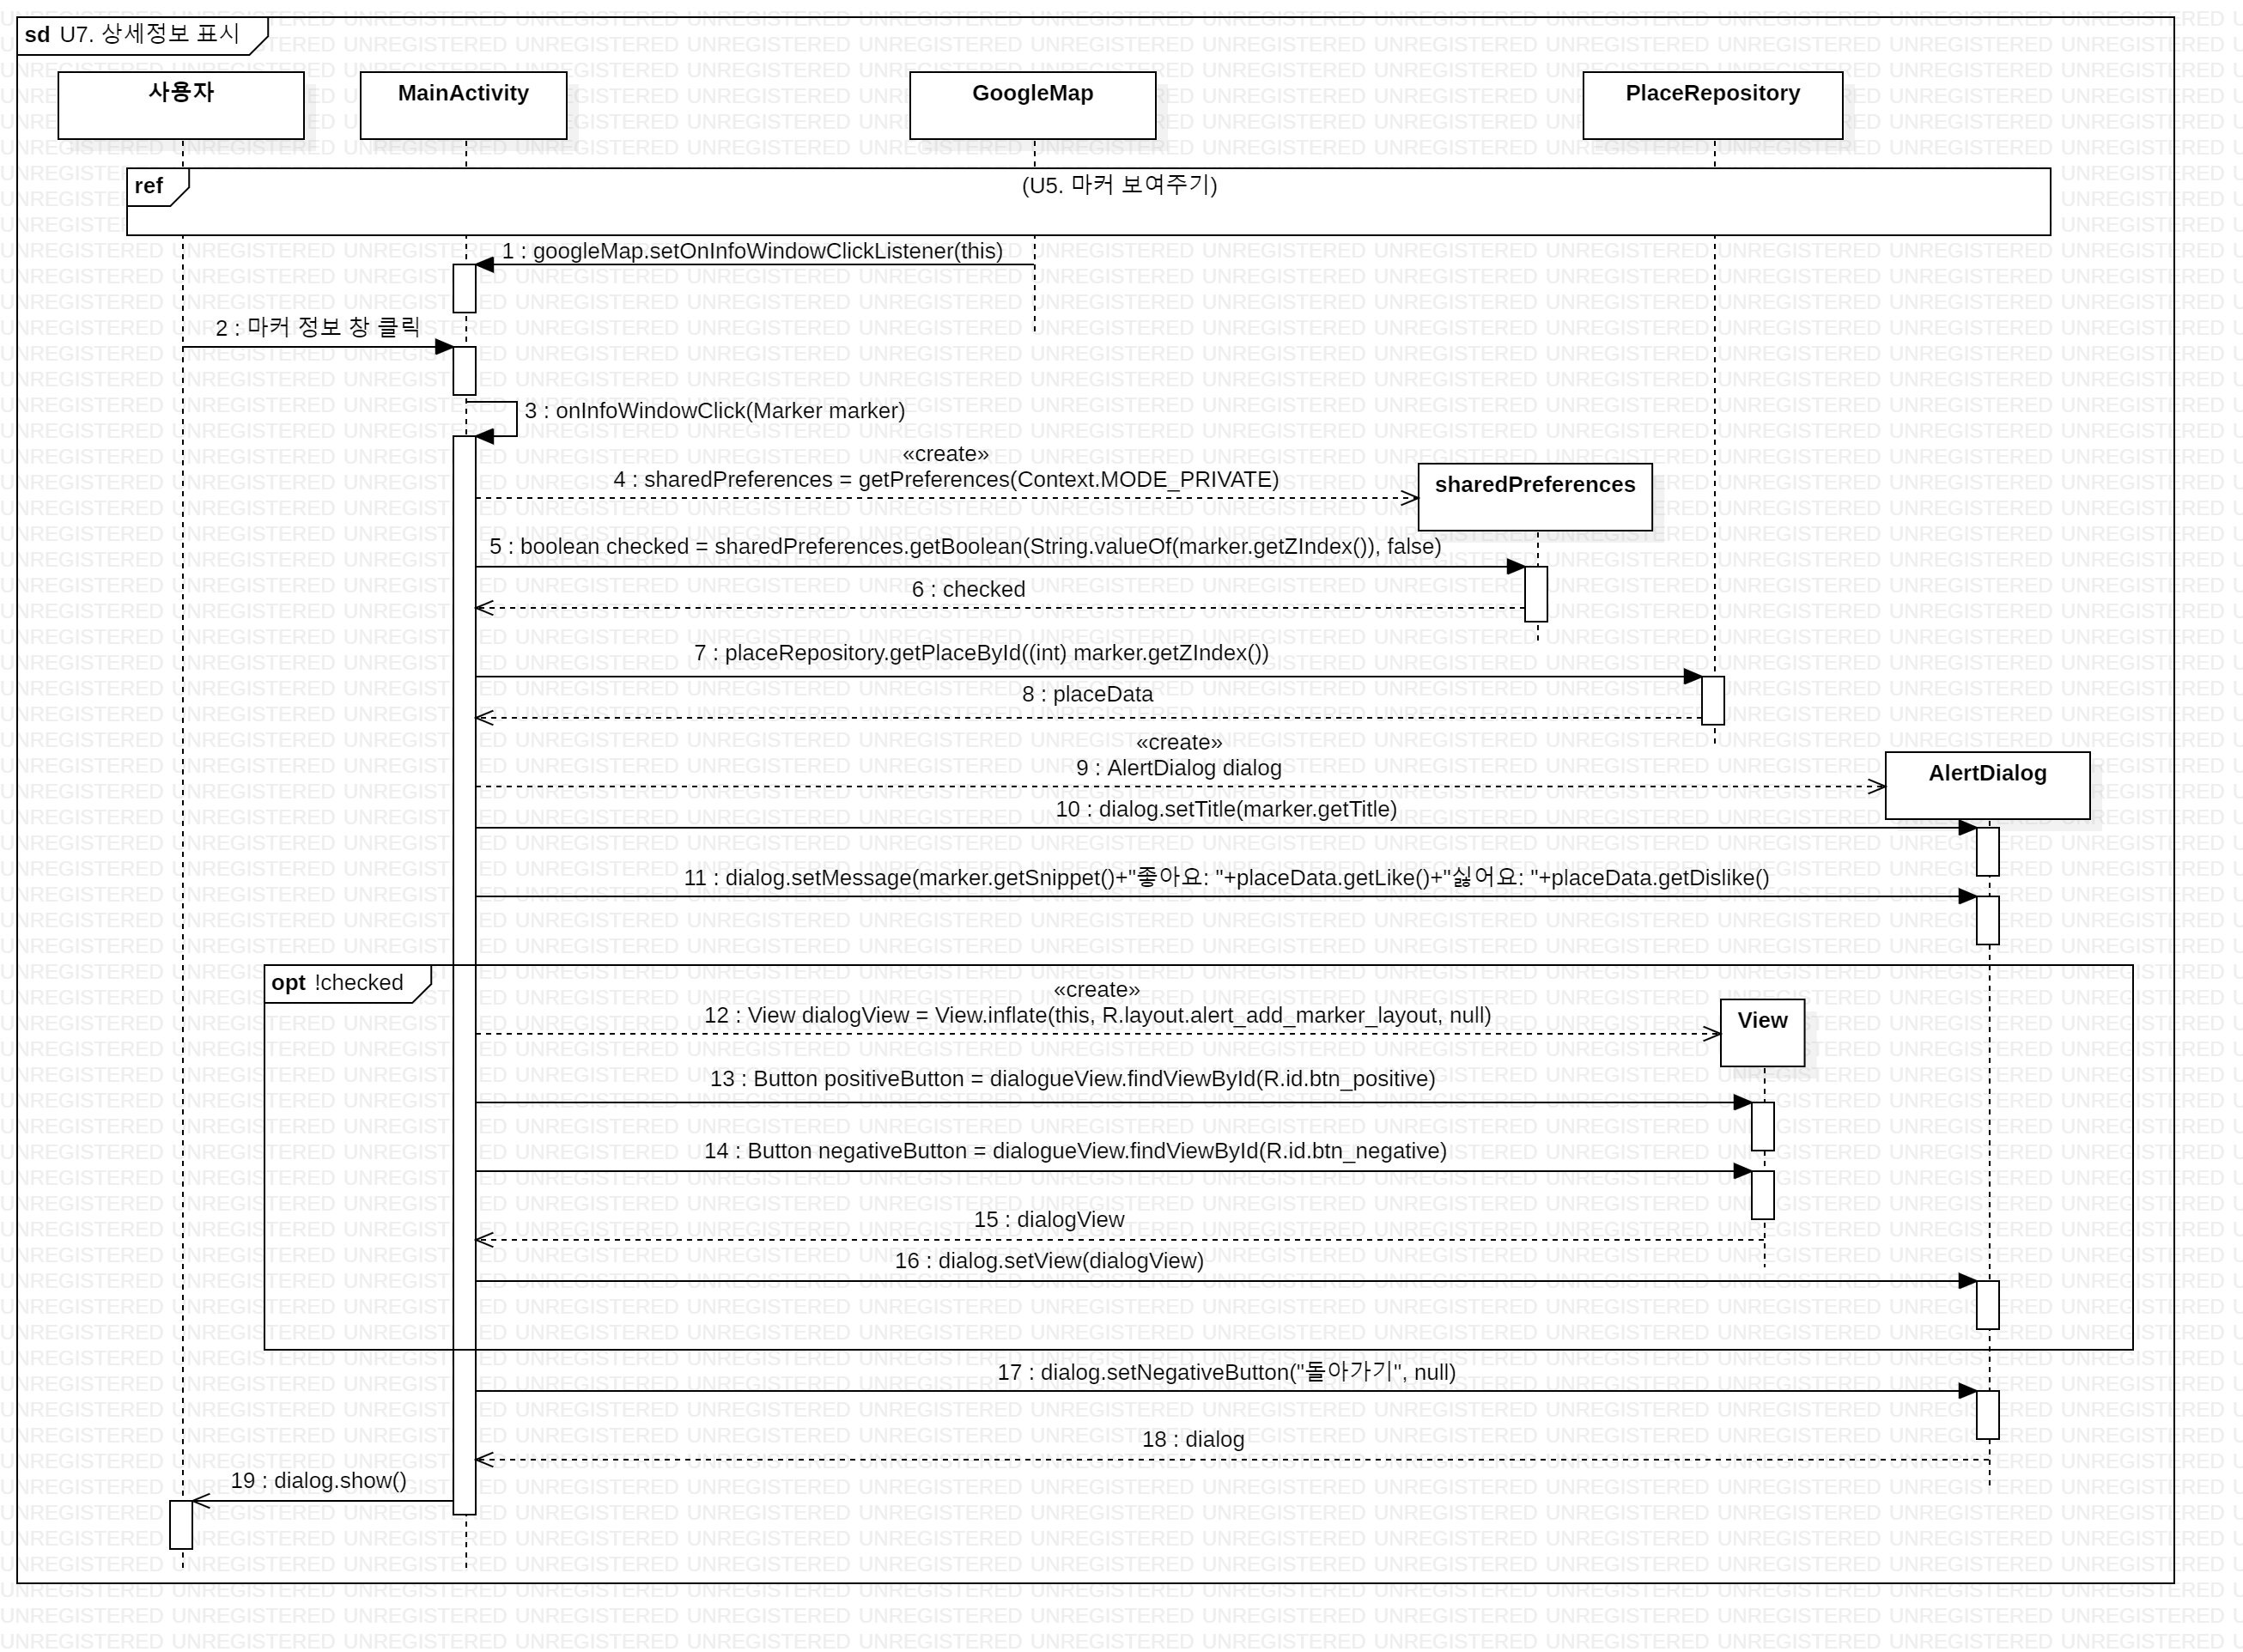 sd U7. 상세정보 표시
사용자
MainActivity
GoogleMap
PlaceRepository
ref
(U5. 마커 보여주기)
1 : googleMap.setOnInfoWindowClickListener(this)
2 : 마커 정보 창 클릭
3 : onInfoWindowClick(Marker marker)
«create»
4 : sharedPreferences = getPreferences(Context.MODE_PRIVATE)
sharedPreferences
5 : boolean checked = sharedPreferences.getBoolean(String.valueOf(marker.getZIndex()), false)
6 : checked
7 : placeRepository.getPlaceById((int) marker.getZIndex())
8 : placeData
«create»
9 : AlertDialog dialog
AlertDialog
10 : dialog.setTitle(marker.getTitle)
11 : dialog.setMessage(marker.getSnippet()+"좋아요: "+placeData.getLike()+"싫어요: "+placeData.getDislike()
opt !checked
«create»
12 : View dialogView = View.inflate(this, R.layout.alert_add_marker_layout, null)
View
13 : Button positiveButton = dialogueView.findViewById(R.id.btn_positive)
14 : Button negativeButton = dialogueView.findViewById(R.id.btn_negative)
15 : dialogView
16 : dialog.setView(dialogView)
17 : dialog.setNegativeButton("돌아가기", null)
18 : dialog
19 : dialog.show()
UNREGISTERED